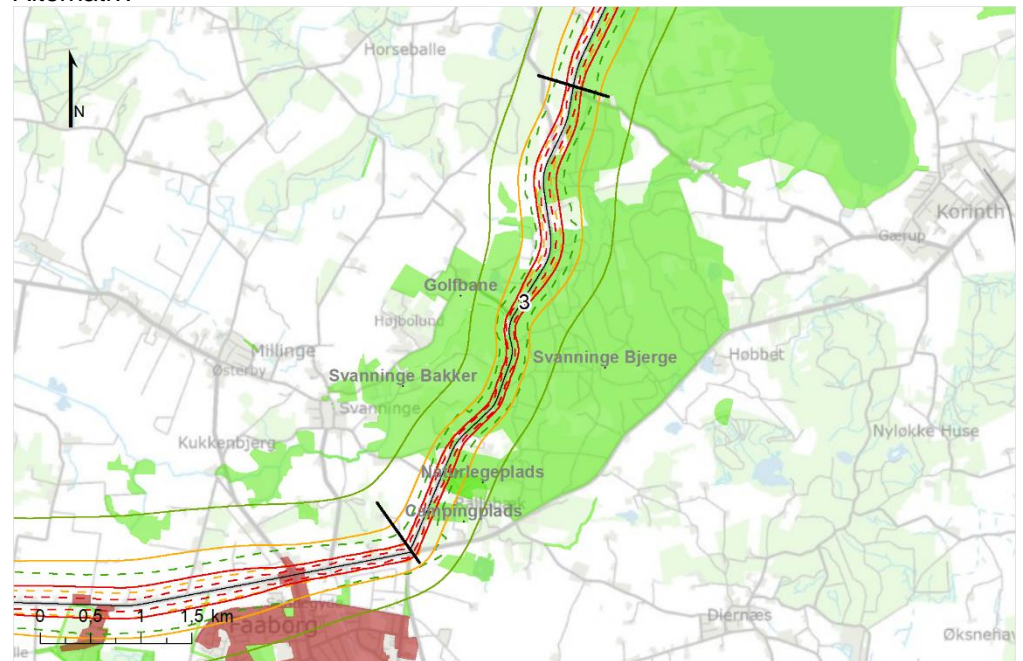 Horseballe
N
Korinth
Gærup
Golfbane
3
Højbolund
Millinge
Østerby
Svanninge Bjerge
Høbbet
Svanninge Bakker
Svanninge
Kukkenbjerg
Nyløkke Huse
Naturlegeplads
Campingplads
0 0,5 1 1,5 km
Faaborg
Diernæs